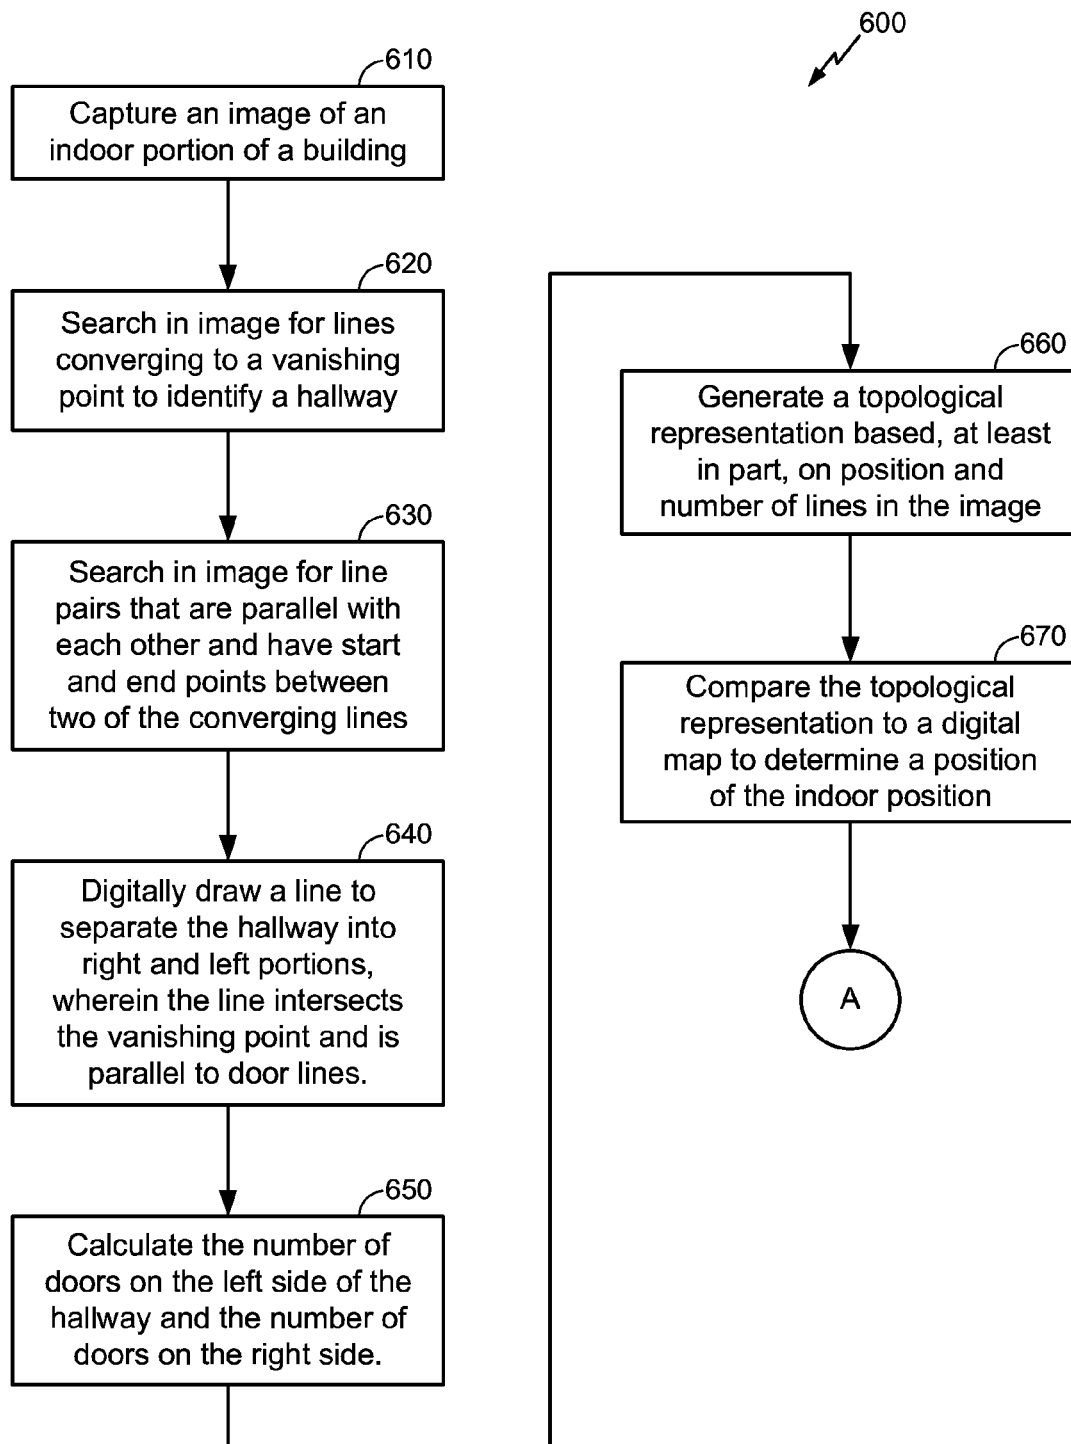 600
610
Capture an image of an
indoor portion of a building
620
Search in image for lines
converging to a vanishing
point to identify a hallway
630
Search in image for line
pairs that are parallel with
each other and have start
and end points between
two of the converging lines
640
Digitally draw a line to
separate the hallway into
right and left portions,
wherein the line intersects
the vanishing point and is
parallel to door lines.
650
Calculate the number of
doors on the left side of the
hallway and the number of
doors on the right side.
660
Generate a topological
representation based, at least
in part, on position and
number of lines in the image
670
Compare the topological
representation to a digital
map to determine a position
of the indoor position
A